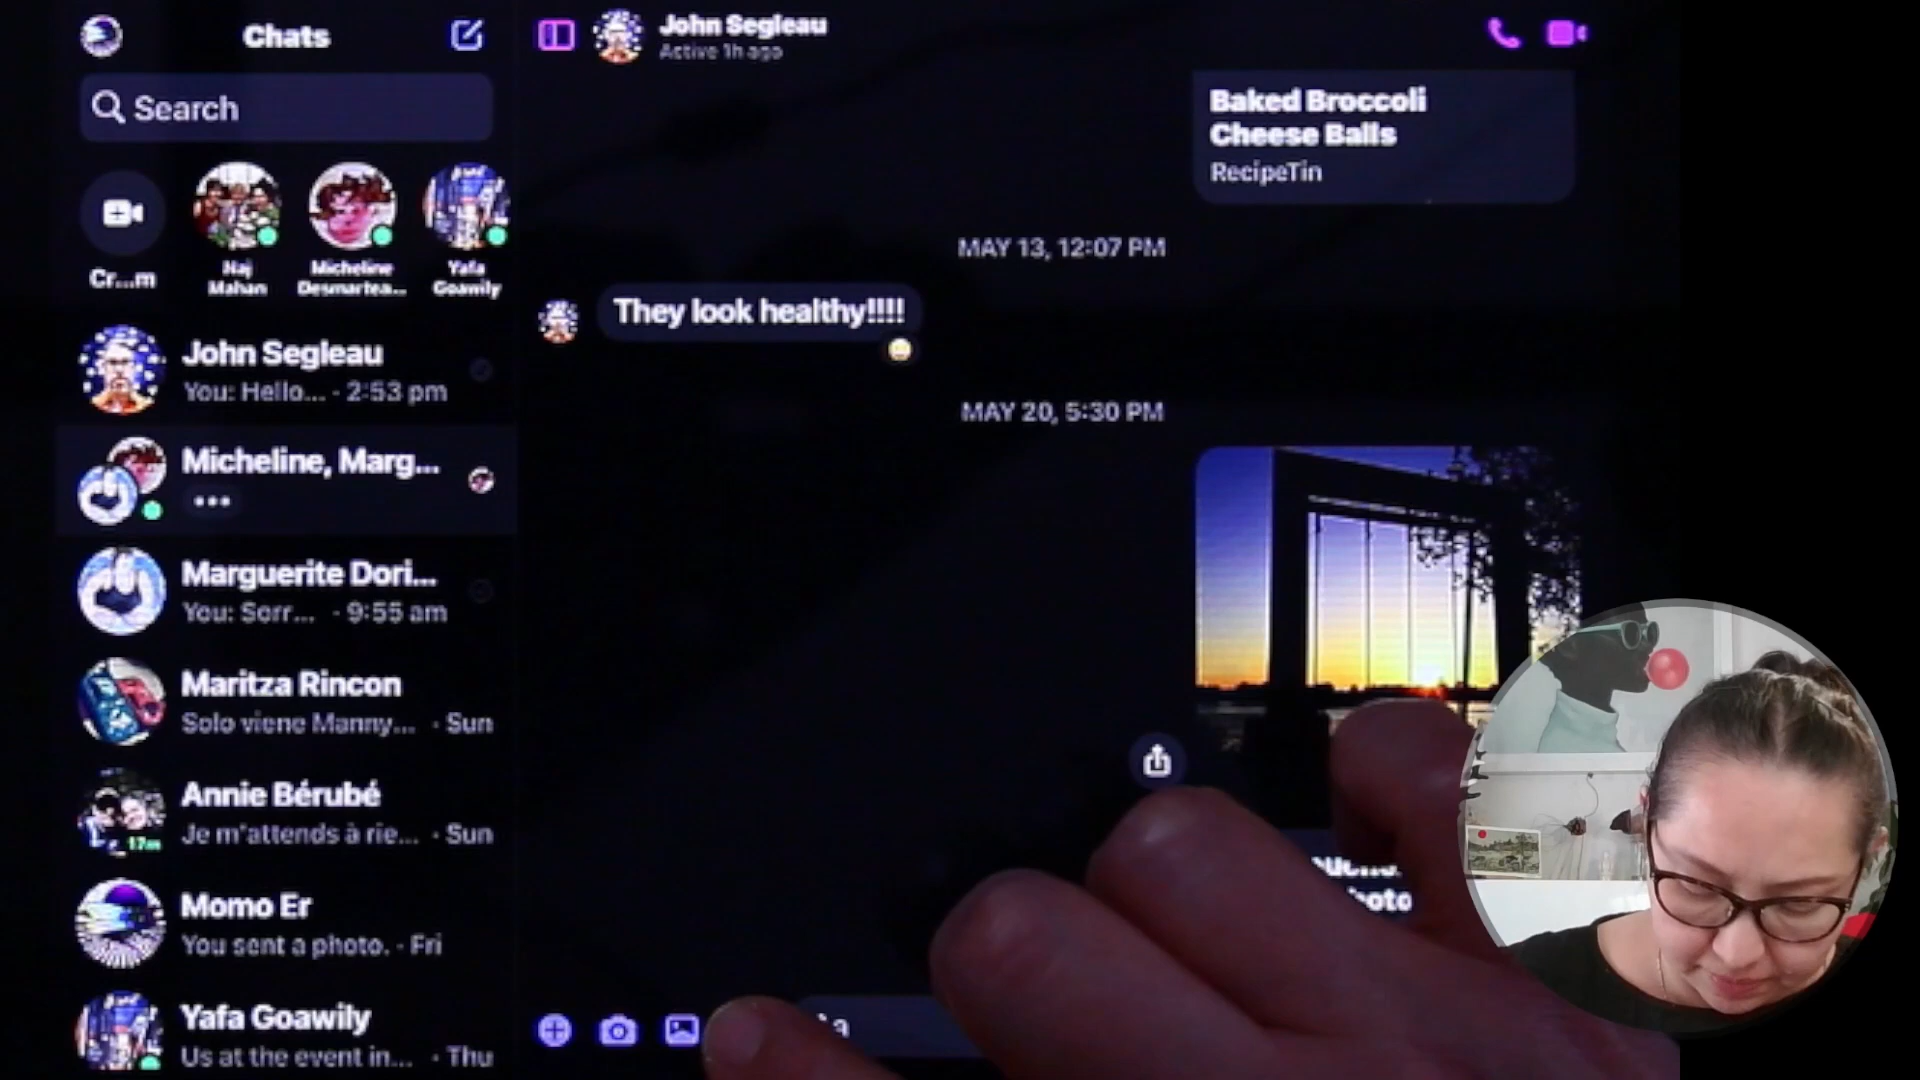 Chats
Search
Cr...m
Naj
Mahan
Micheline
Desmartea...
Yafa
Goawily
John Segleau
You: Hello... · 2:53 pm
Micheline, Marg...
Marguerite Dori...
You: Sorr... · 9:55 am
Maritza Rincon
Solo viene Manny... · Sun
Annie Bérubé
17m
Je m'attends à rie... · Sun
Momo Er
You sent a photo. · Fri
Yafa Goawily
Us at the event in... · Thu
John Segleau
Active 1h ago
Baked Broccoli
Cheese Balls
RecipeTin
MAY 13, 12:07 PM
They look healthy!!!!
MAY 20, 5:30 PM